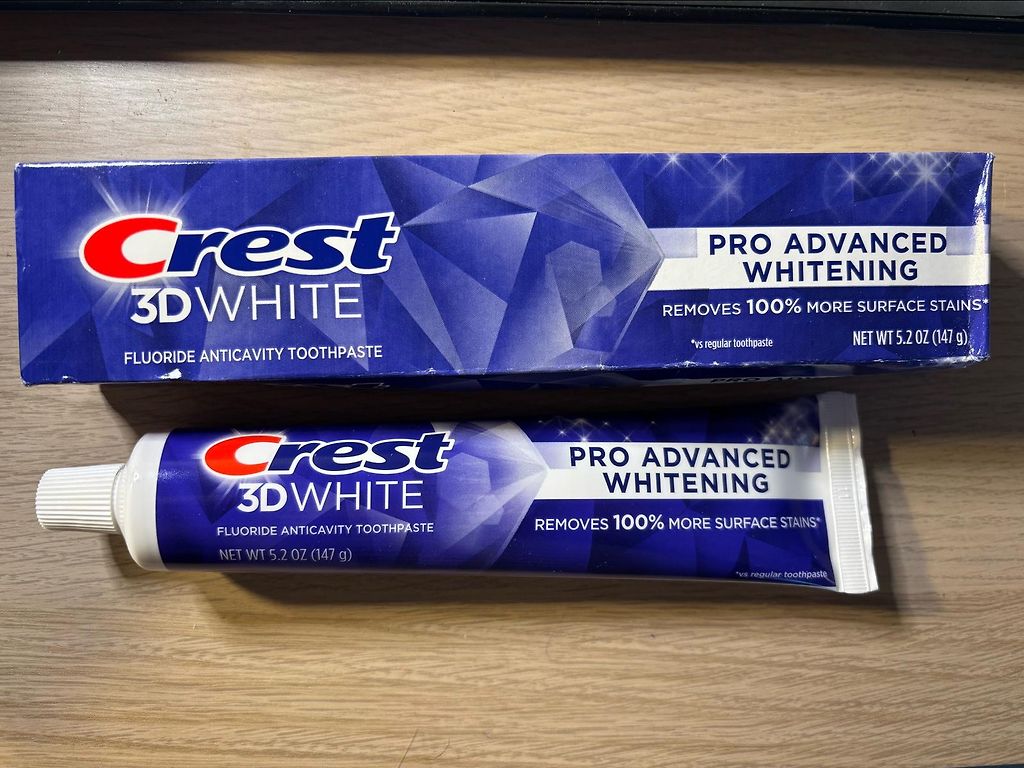 Crest
3D WHITE
FLUORIDE ANTICAVITY TOOTHPASTE
PRO ADVANCED
WHITENING
REMOVES 100% MORE SURFACE STAINS*
*vs regular toothpaste
NET WT 5.2 OZ (147 g)
PRO ADV
Crest
3D WHITE
FLUORIDE ANTICAVITY TOOTHPASTE
NET WT 5.2 OZ (147 g)
PRO ADVANCED
WHITENING
REMOVES 100% MORE SURFACE STAINS*
*vs regular toothpaste